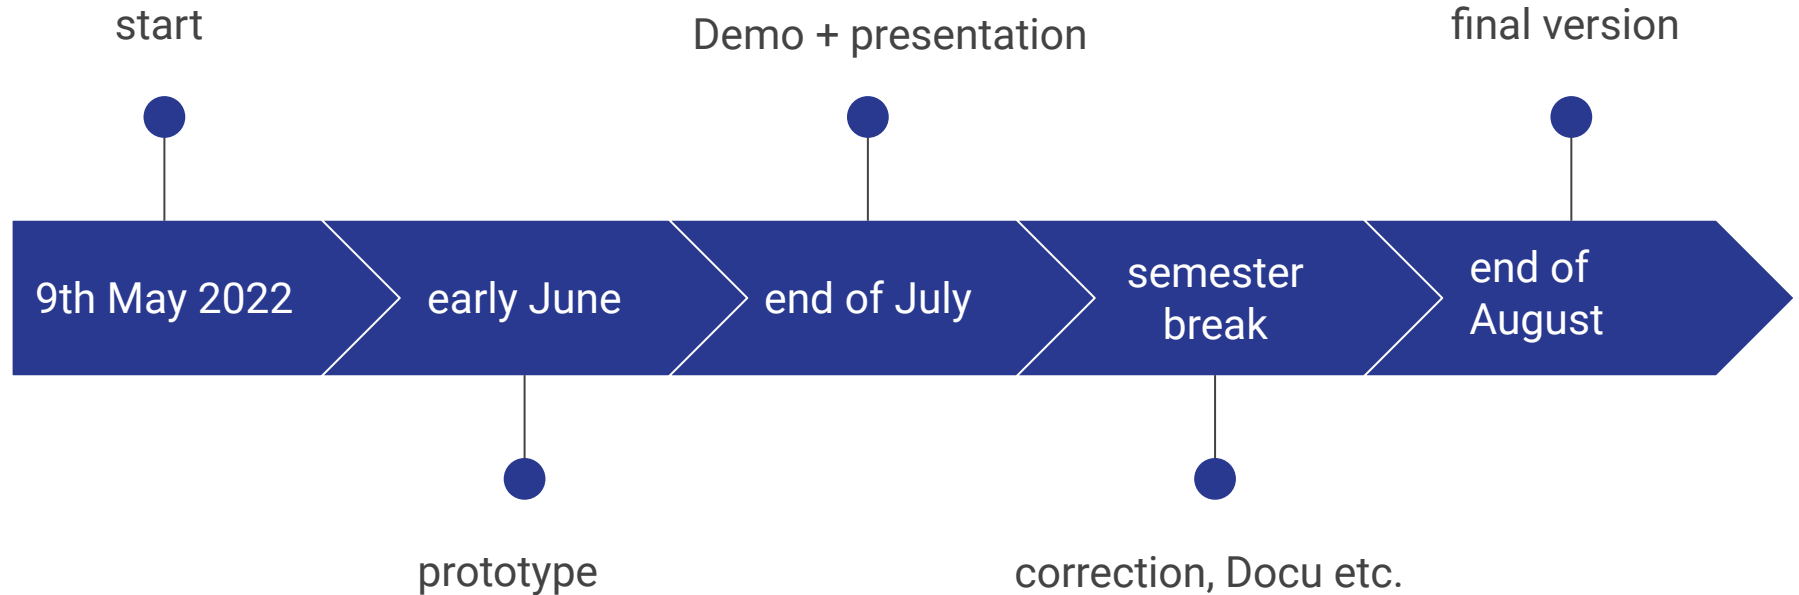 start
Demo + presentation
final version
9th May 2022
early June
end of July
semester
break
end of
August
prototype
correction, Docu etc.